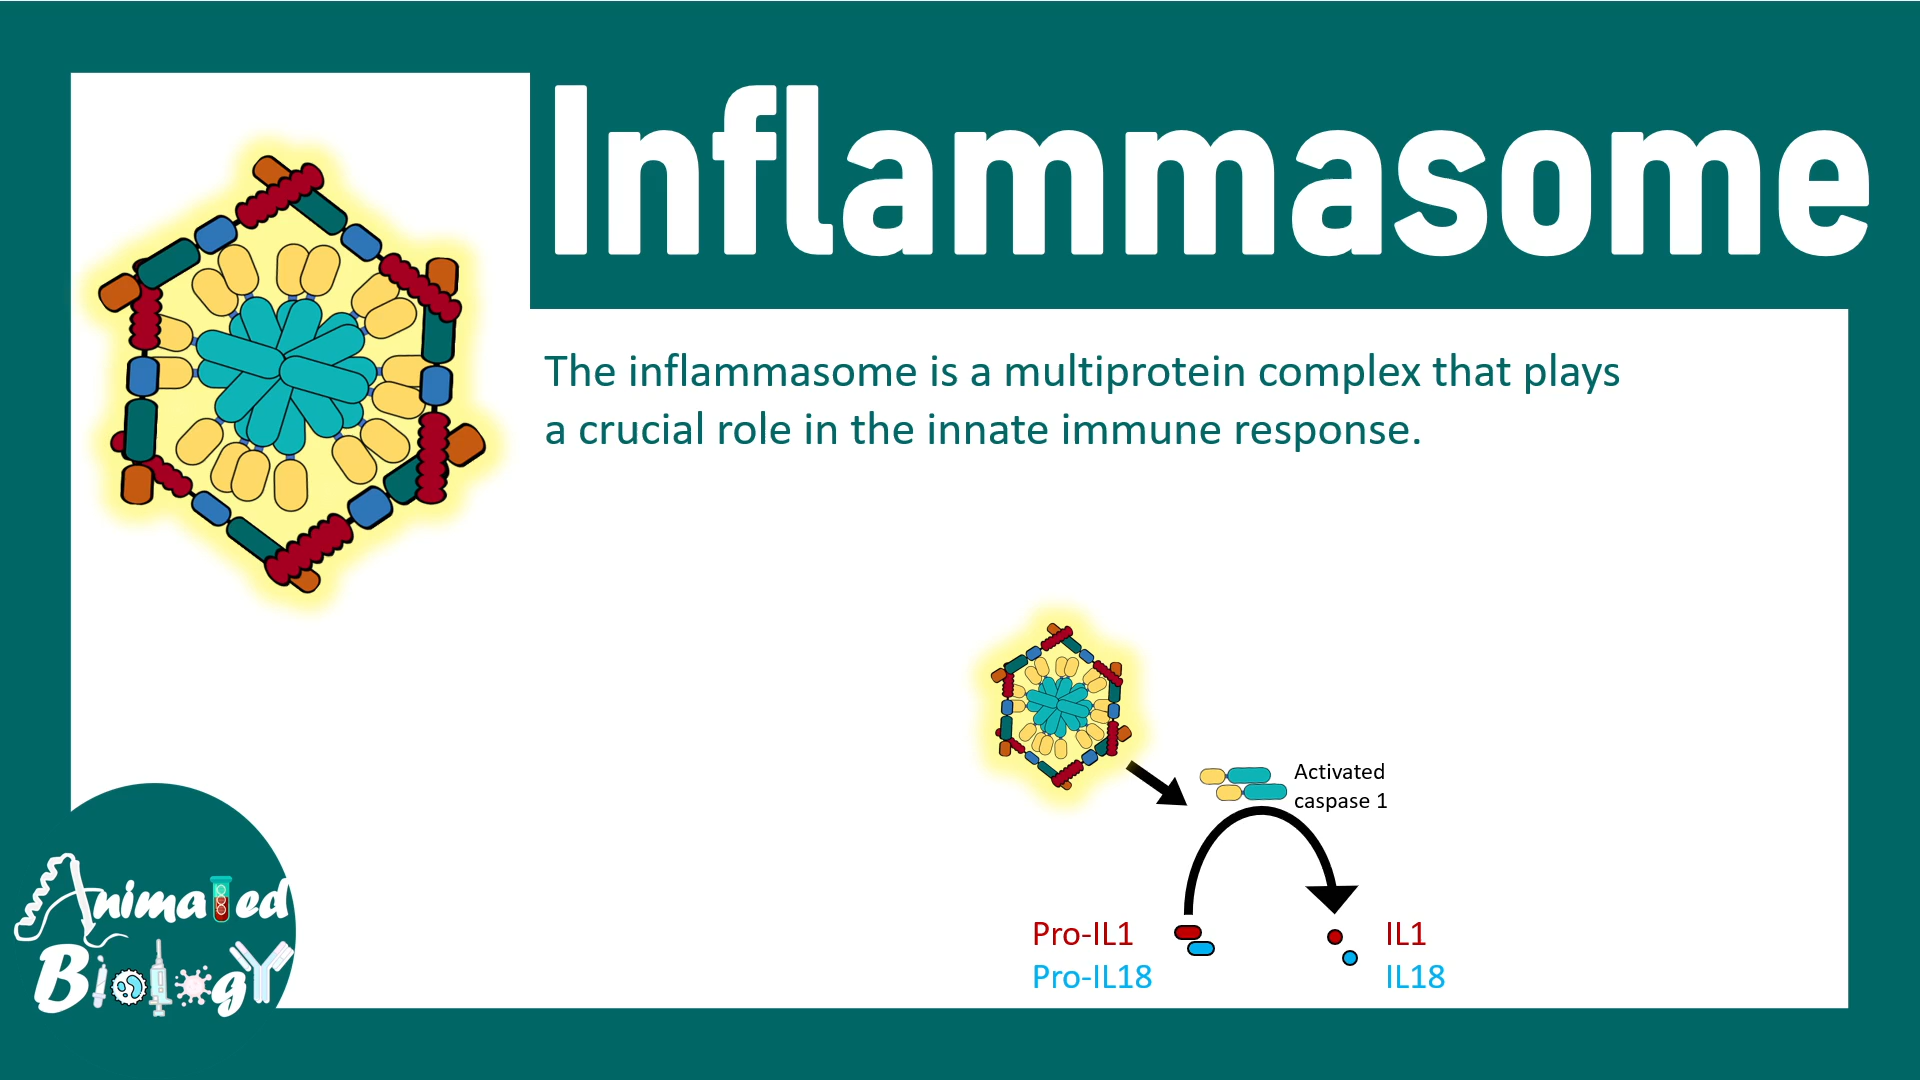 Inflammasome
The inflammasome is a multiprotein complex that plays
a crucial role in the innate immune response.
Activated
caspase 1
Pro-IL1
IL1
Pro-IL18
IL18
Animated
BiologY